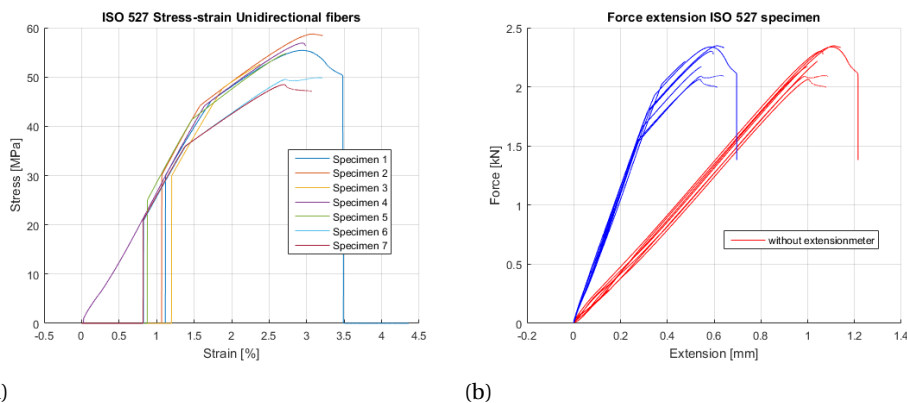 ISO 527 Stress-strain Unidirectional fibers
60
50
40
30
20
10
0
Stress [MPa]
-0.5 0 0.5 1 1.5 2 2.5 3 3.5 4 4.5
Strain [%]
Specimen 1
Specimen 2
Specimen 3
Specimen 4
Specimen 5
Specimen 6
Specimen 7
)
(b)
Force extension ISO 527 specimen
2.5
2
1.5
1
0.5
0
Force [kN]
-0.2 0 0.2 0.4 0.6 0.8 1 1.2 1.4
Extension [mm]
without extensionmeter